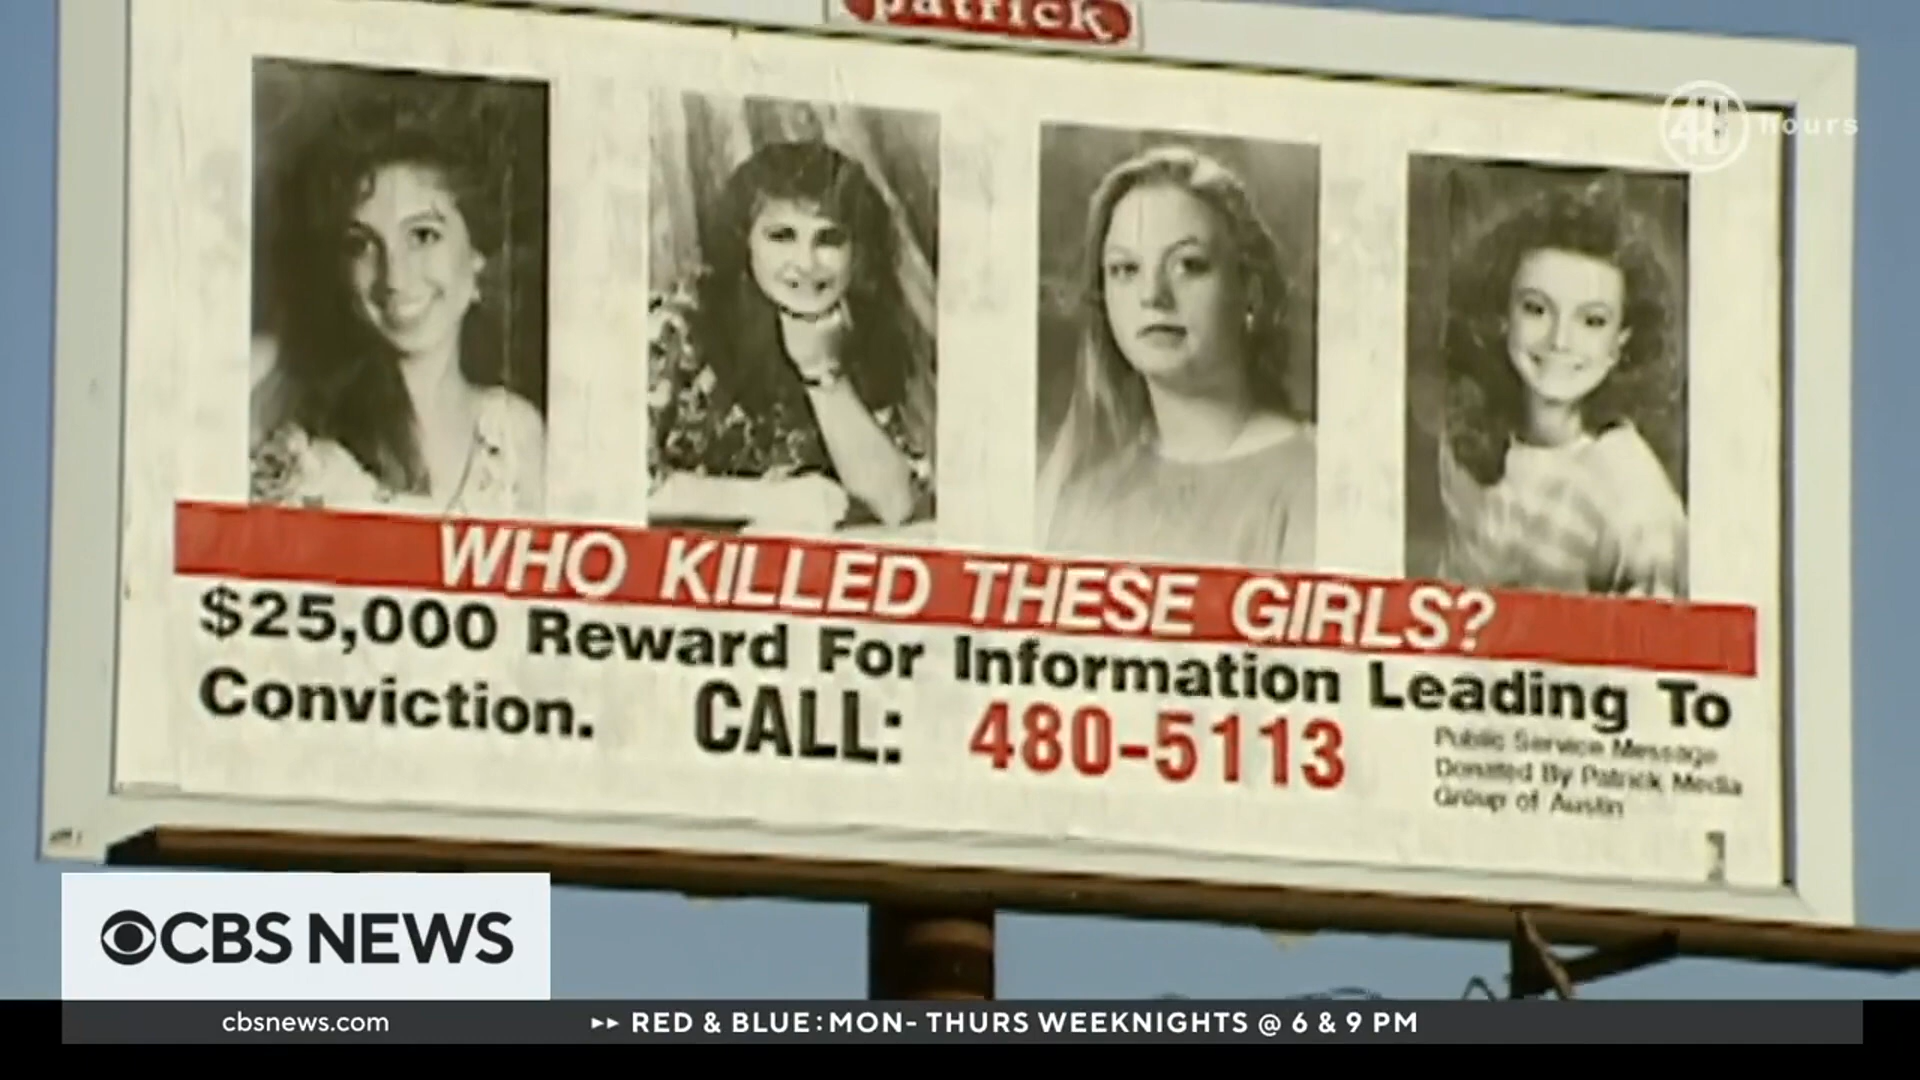 patrick
48 hours
WHO KILLED THESE GIRLS?
$25,000 Reward For Information Leading To
Conviction. CALL: 480-5113
Public Service Message
Donated By Patrick Media
Group of Austin
CBS NEWS
cbsnews.com
RED & BLUE: MON- THURS WEEKNIGHTS @ 6 & 9 PM